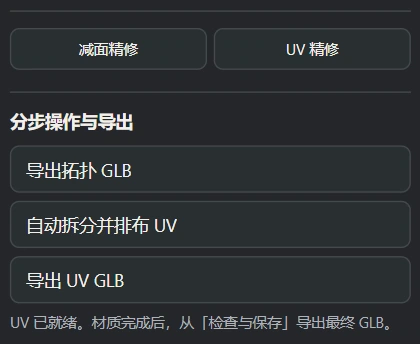 减面精修
UV 精修
分步操作与导出
导出拓扑 GLB
自动拆分并排布 UV
导出 UV GLB
UV 已就绪。材质完成后，从「检查与保存」导出最终 GLB。